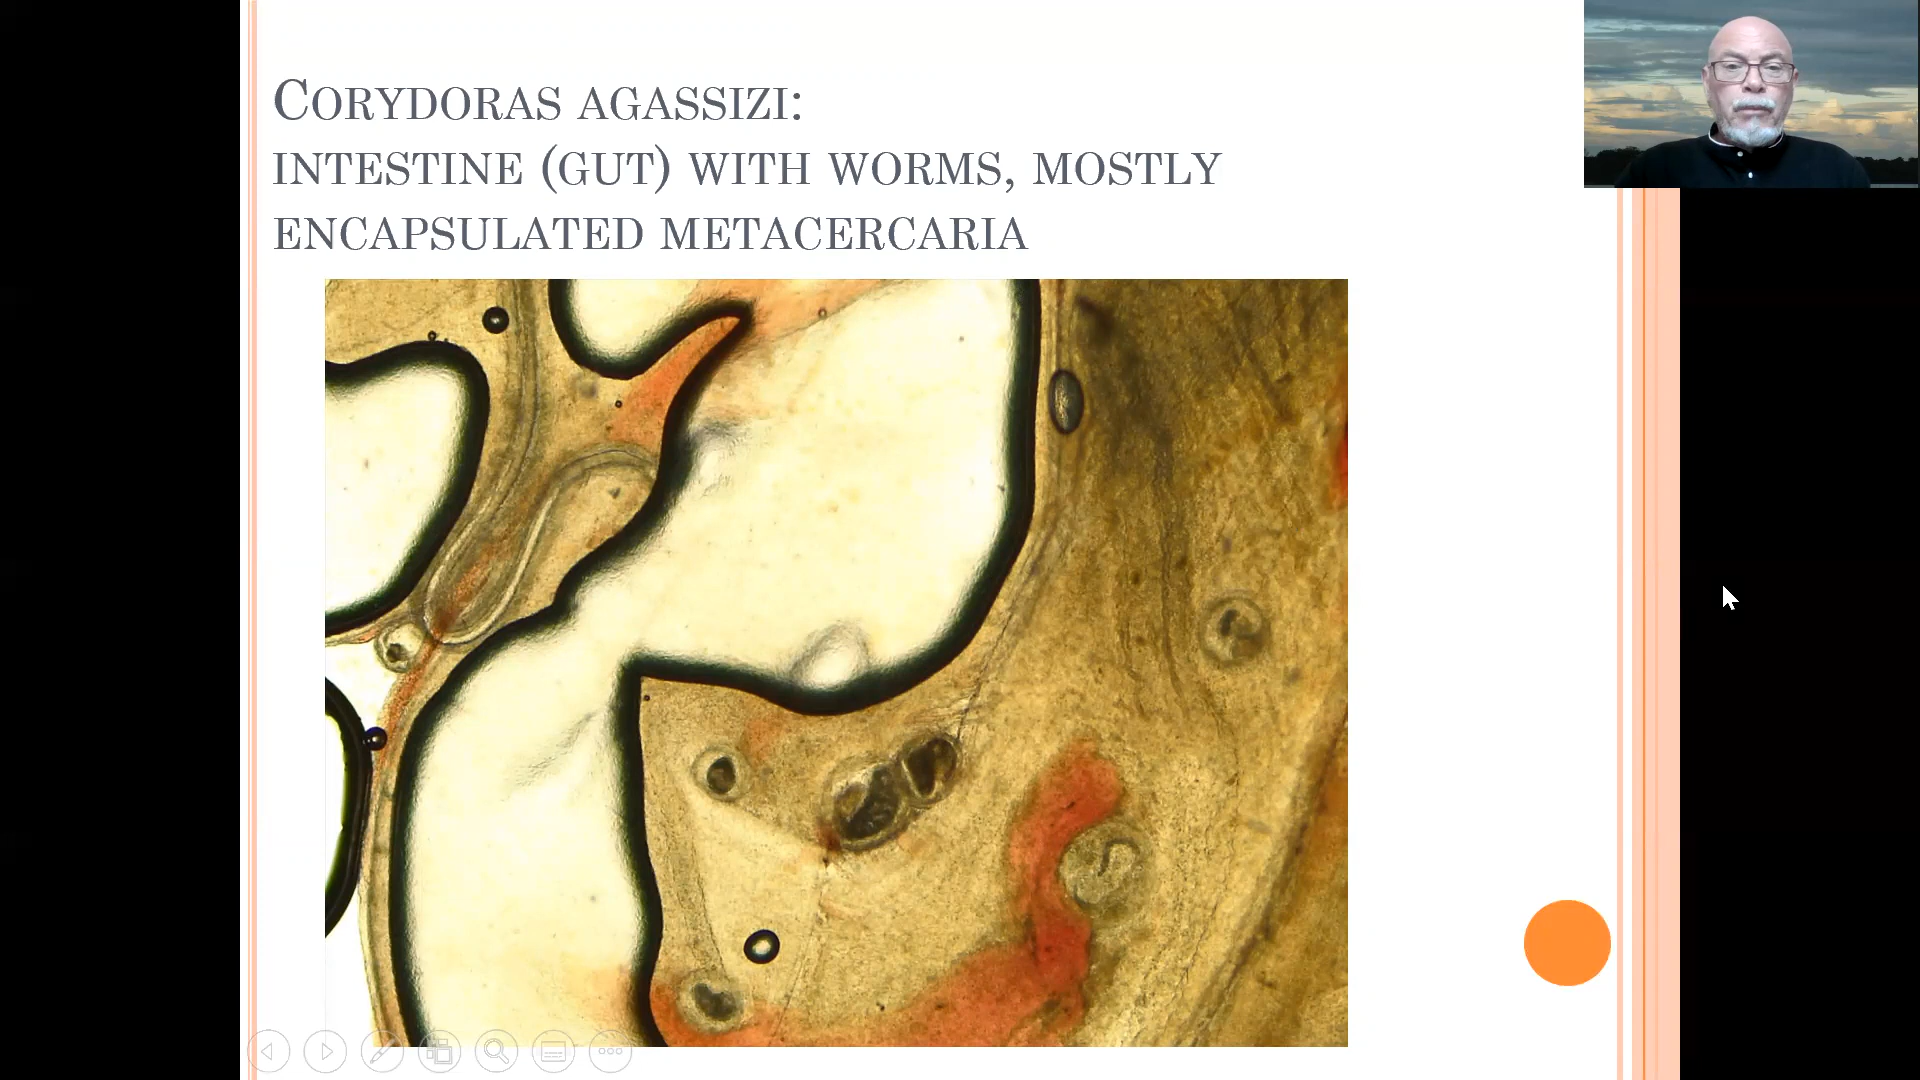 CORYDORAS AGASSIZI:
INTESTINE (GUT) WITH WORMS, MOSTLY
ENCAPSULATED METACERCARIA